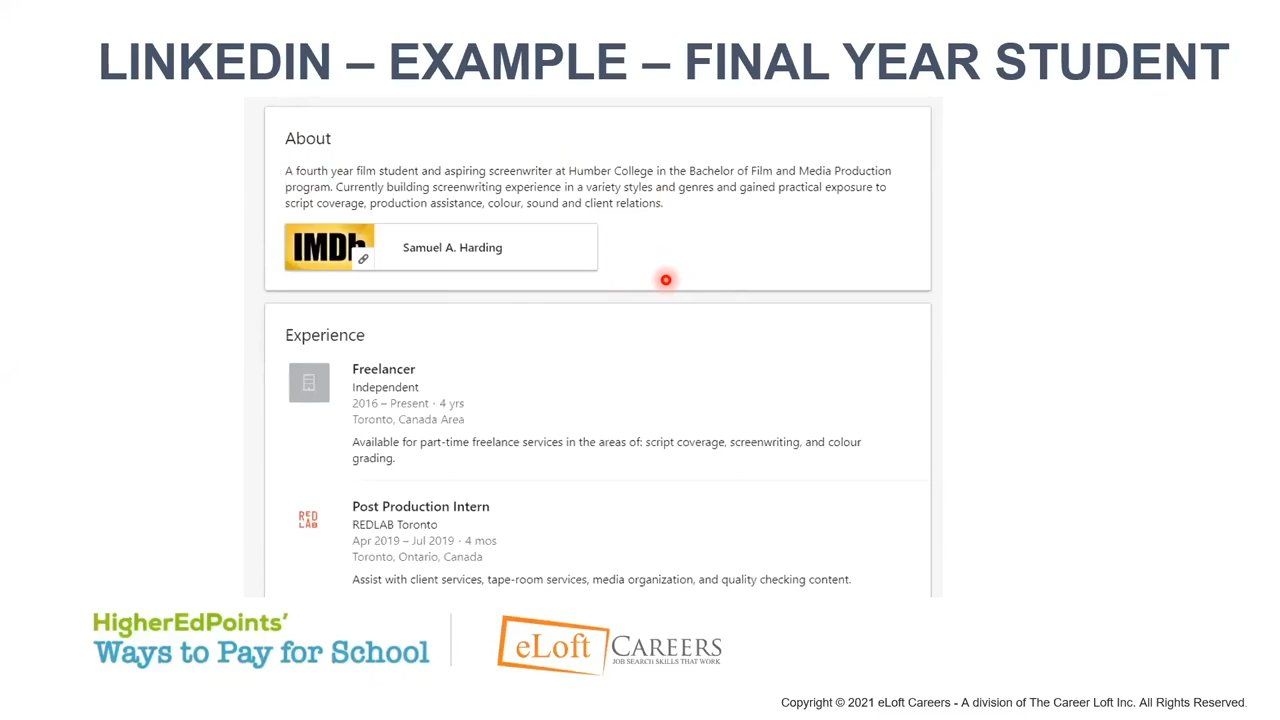 LINKEDIN – EXAMPLE – FINAL YEAR STUDENT
About
A fourth year film student and aspiring screenwriter at Humber College in the Bachelor of Film and Media Production
program. Currently building screenwriting experience in a variety styles and genres and gained practical exposure to
script coverage, production assistance, colour, sound and client relations.
IMDb
Samuel A. Harding
Experience
Freelancer
Independent
2016 – Present · 4 yrs
Toronto, Canada Area
Available for part-time freelance services in the areas of: script coverage, screenwriting, and colour
grading.
RED
LAB
Post Production Intern
REDLAB Toronto
Apr 2019 – Jul 2019 · 4 mos
Toronto, Ontario, Canada
Assist with client services, tape-room services, media organization, and quality checking content.
HigherEdPoints'
Ways to Pay for School
eLoft CAREERS
JOB SEARCH SKILLS THAT WORK
Copyright © 2021 eLoft Careers - A division of The Career Loft Inc. All Rights Reserved.